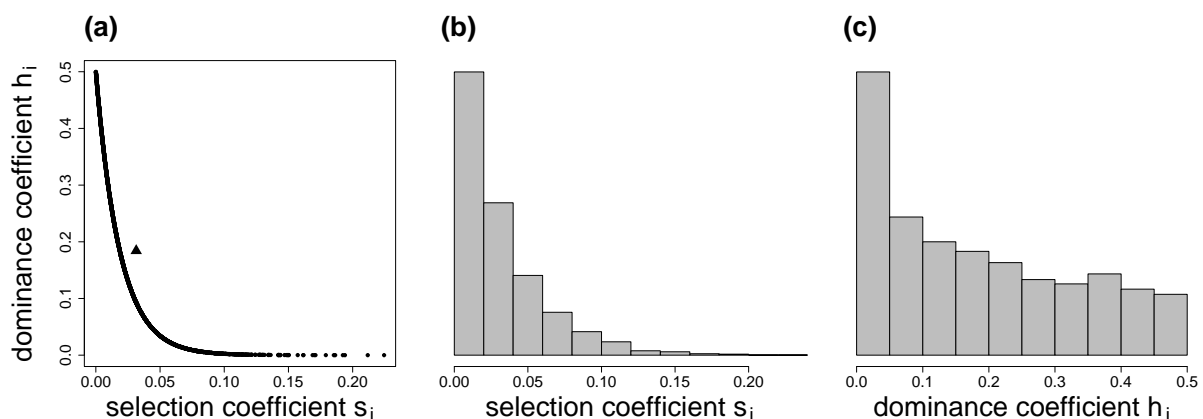 (a)
(b)
(c)
dominance coefficient hi
0.5
0.4
0.3
0.2
0.1
0.0
0.00 0.05 0.10 0.15 0.20
selection coefficient si
0.00 0.05 0.10 0.15 0.20
selection coefficient si
0.0 0.1 0.2 0.3 0.4 0.5
dominance coefficient hi